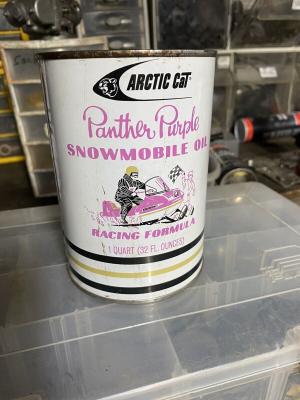 ARCTIC CAT
Panther Purple
SNOWMOBILE OIL
RACING FORMULA
1 QUART (32 FL. OUNCES)